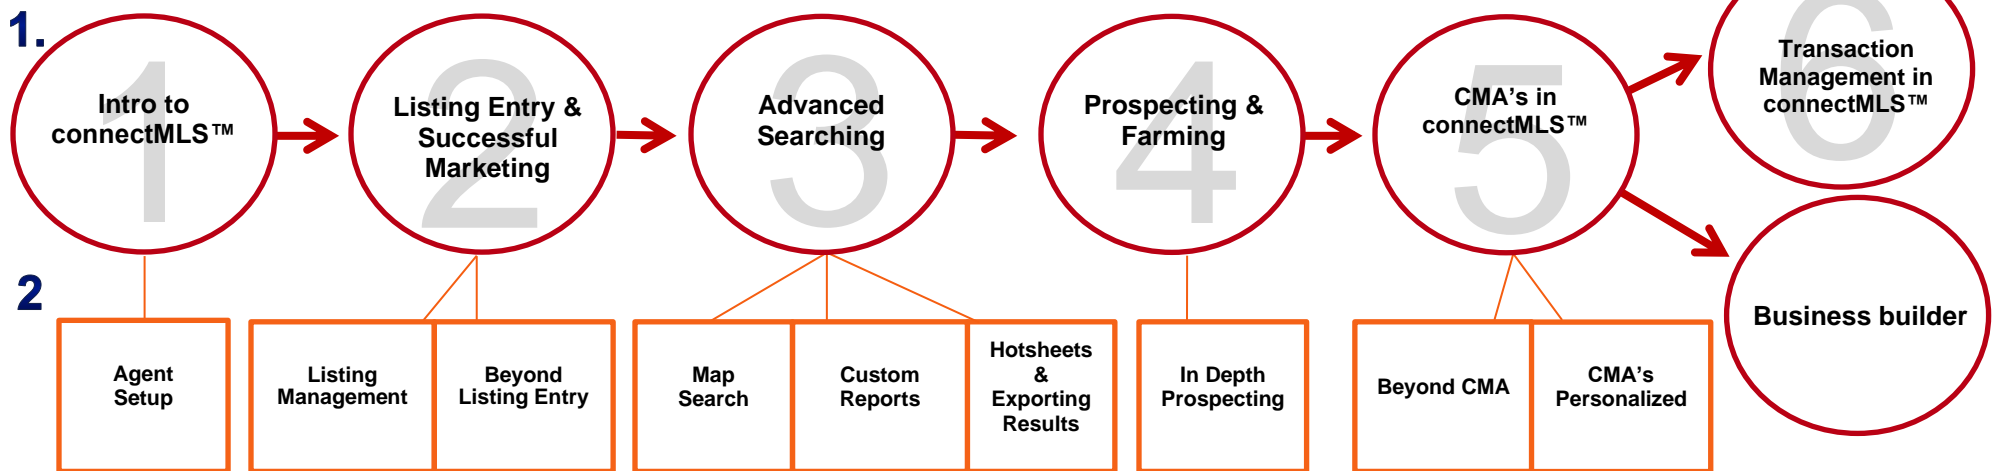 1.
1
Intro to
connectMLS™
2
Listing Entry &
Successful
Marketing
3
Advanced
Searching
4
Prospecting &
Farming
5
CMA's in
connectMLS™
6
Transaction
Management in
connectMLS™
Business builder
2
Agent
Setup
Listing
Management
Beyond
Listing Entry
Map
Search
Custom
Reports
Hotsheets
&
Exporting
Results
In Depth
Prospecting
Beyond CMA
CMA's
Personalized